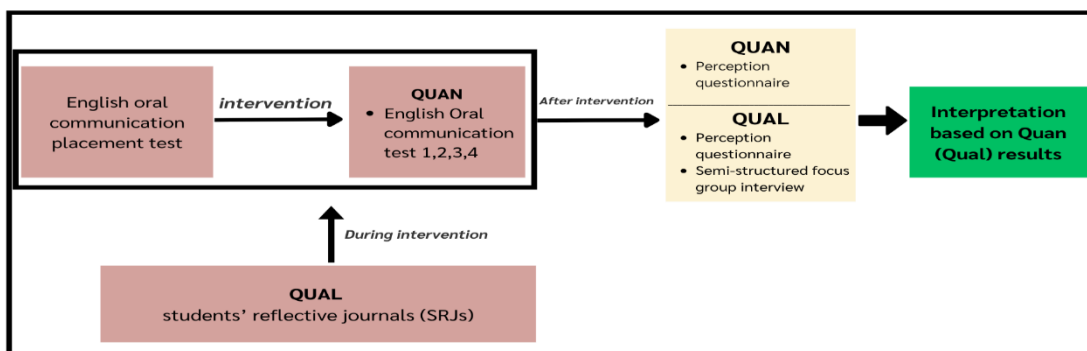 English oral
communication
placement test
intervention
QUAN
• English Oral
communication
test 1,2,3,4
After intervention
QUAN
• Perception
questionnaire
QUAL
• Perception
questionnaire
• Semi-structured focus
group interview
Interpretation
based on Quan
(Qual) results
During intervention
QUAL
students’ reflective journals (SRJs)